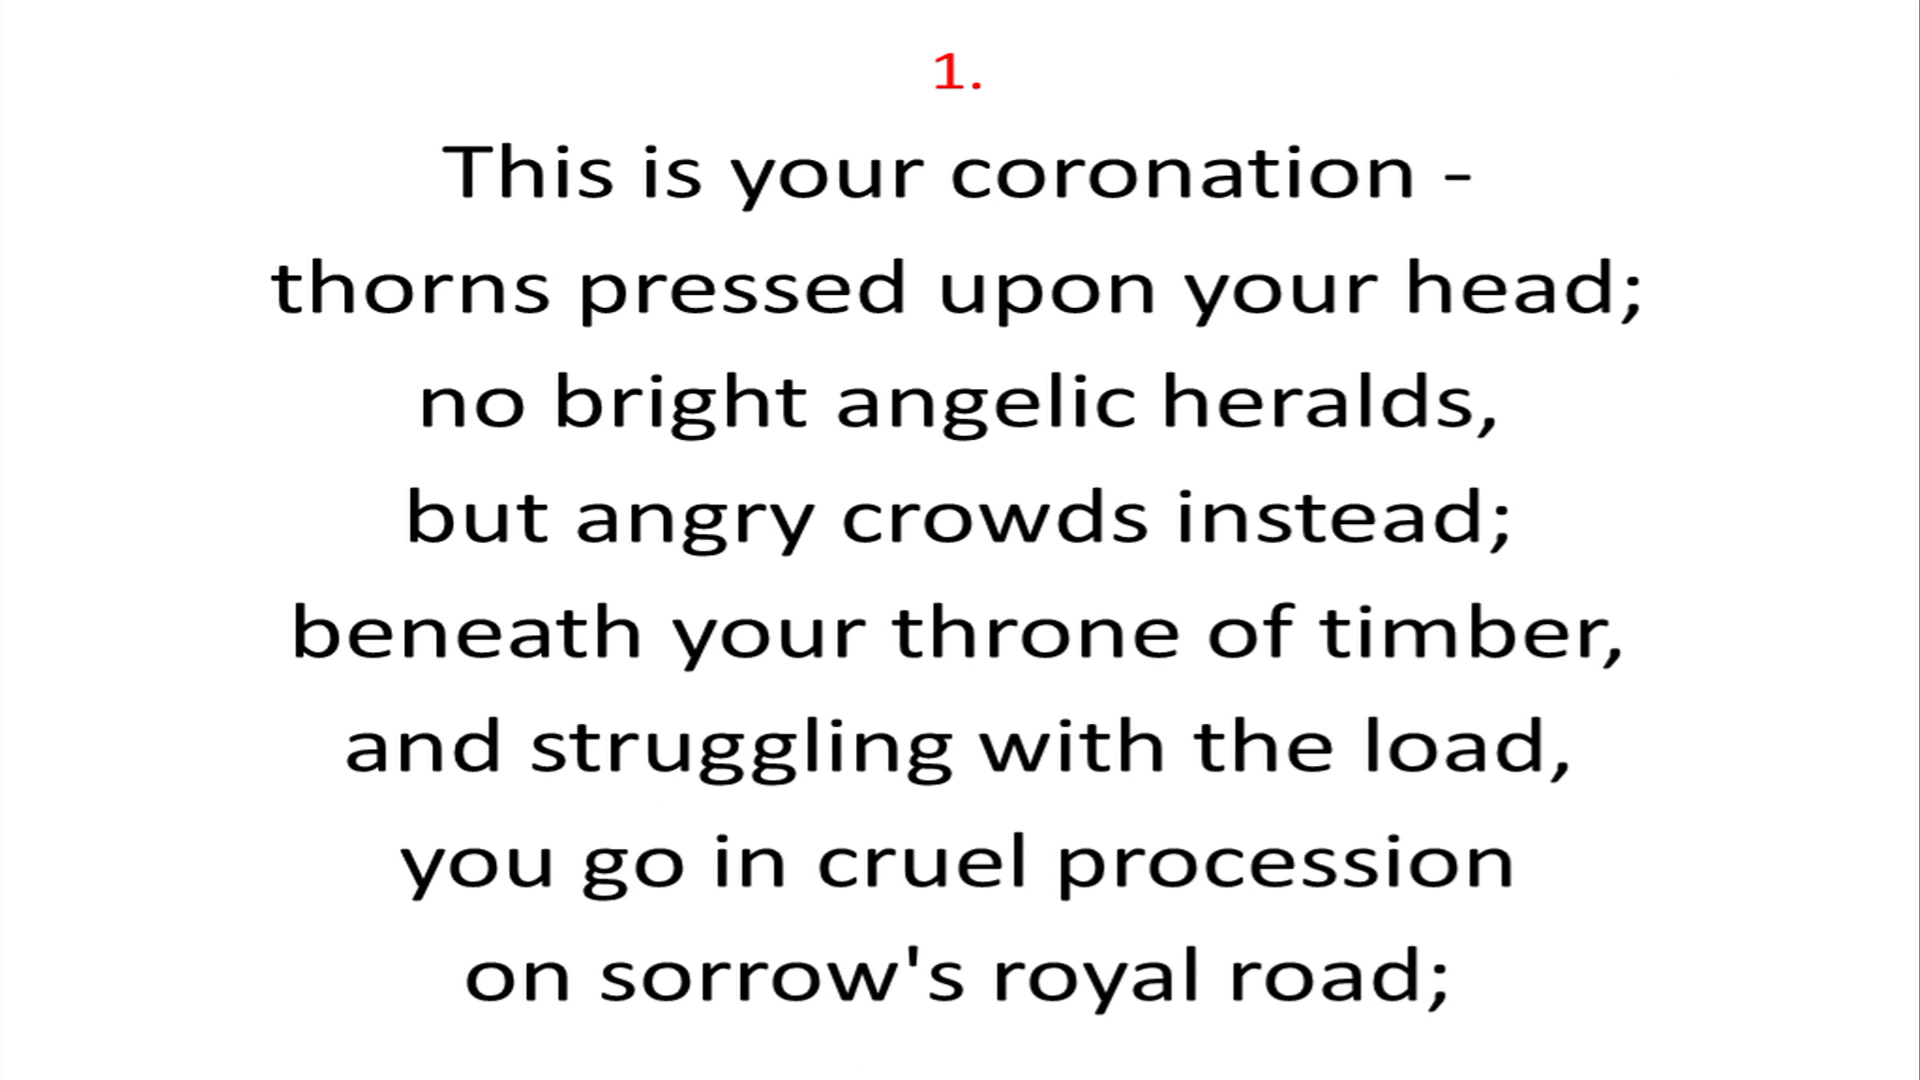 1.
This is your coronation -
thorns pressed upon your head;
no bright angelic heralds,
but angry crowds instead;
beneath your throne of timber,
and struggling with the load,
you go in cruel procession
on sorrow's royal road;